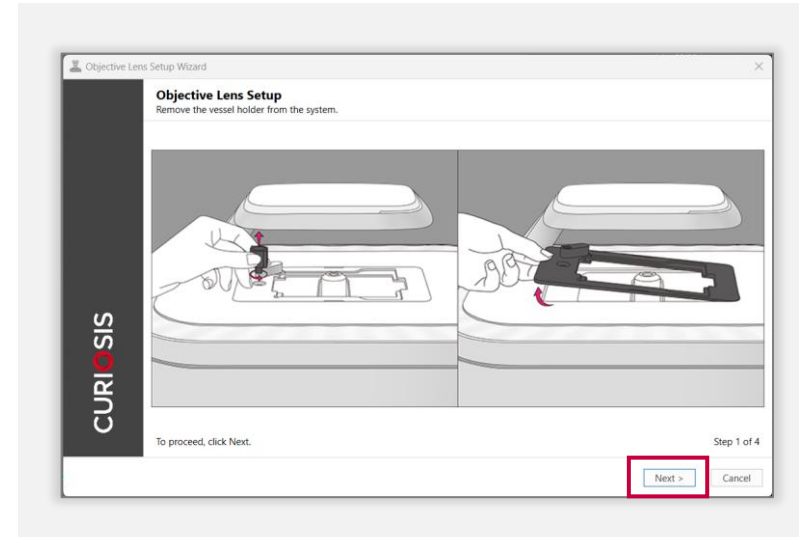 Objective Lens Setup Wizard
Objective Lens Setup
Remove the vessel holder from the system.
CURIOSIS
To proceed, click Next.
Step 1 of 4
Next >
Cancel